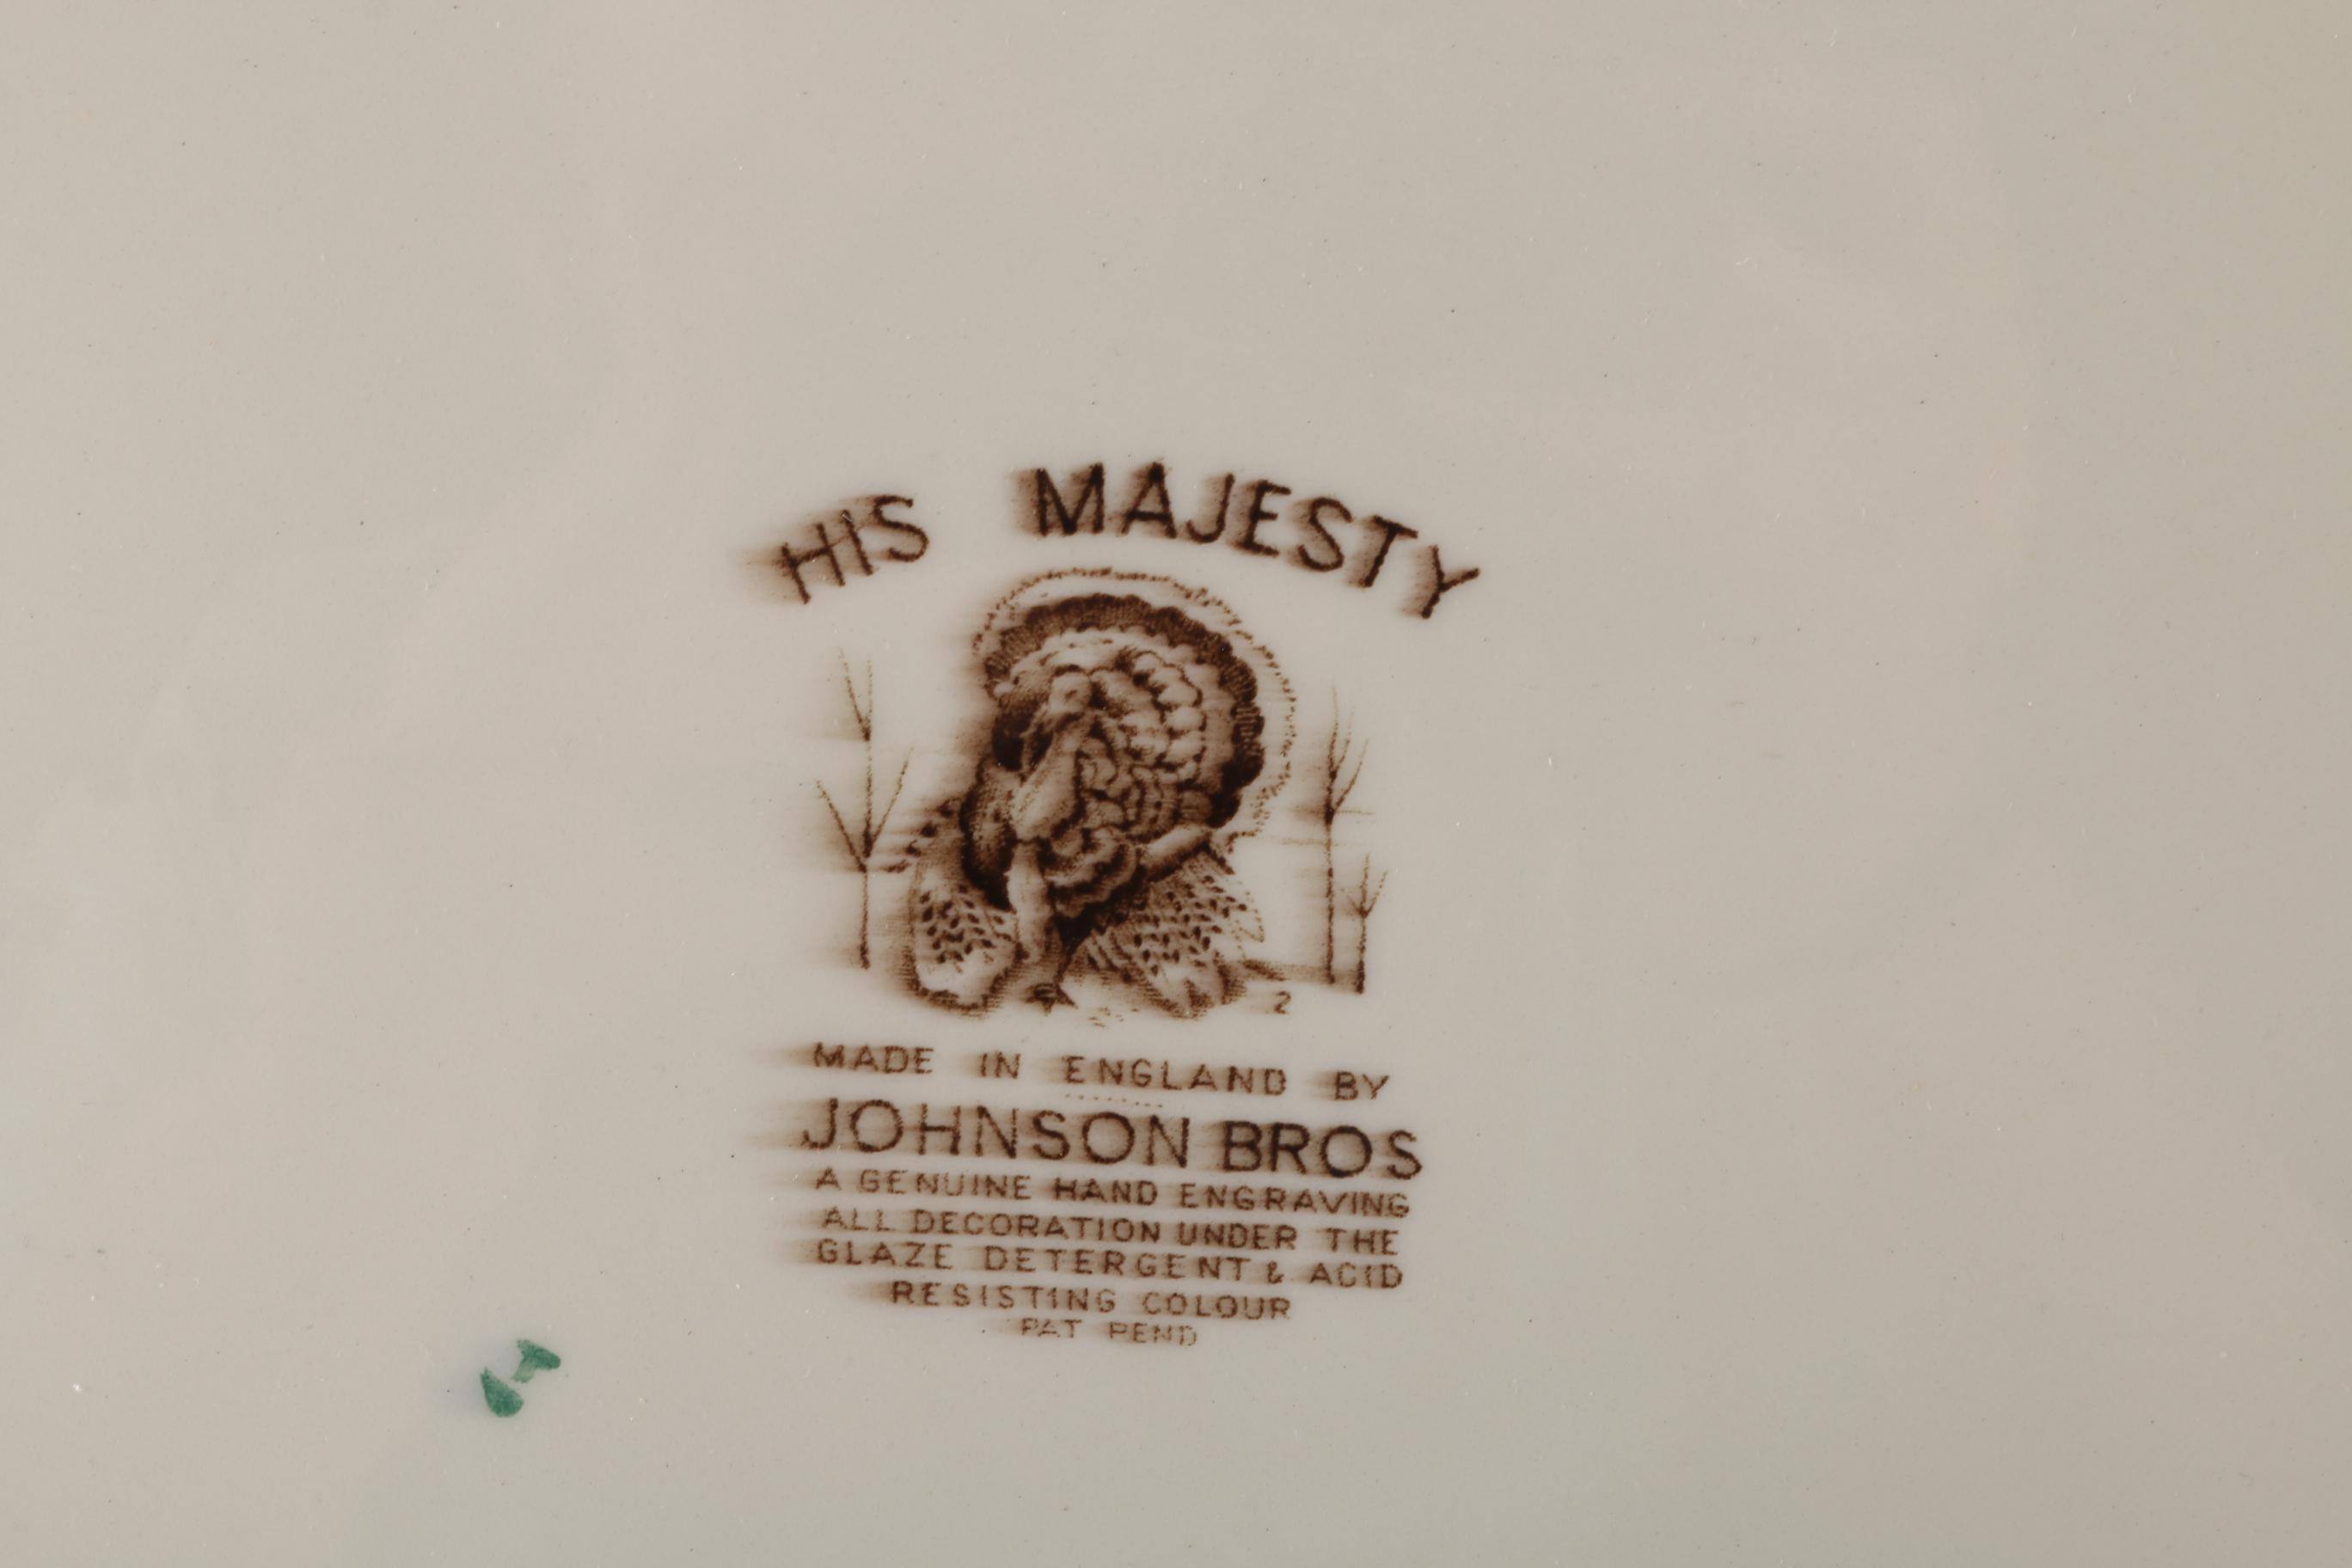 HIS MAJESTY
2
MADE IN ENGLAND BY
JOHNSON BROS
A GENUINE HAND ENGRAVING
ALL DECORATION UNDER THE
GLAZE DETERGENT & ACID
RESISTING COLOUR
PAT PEND